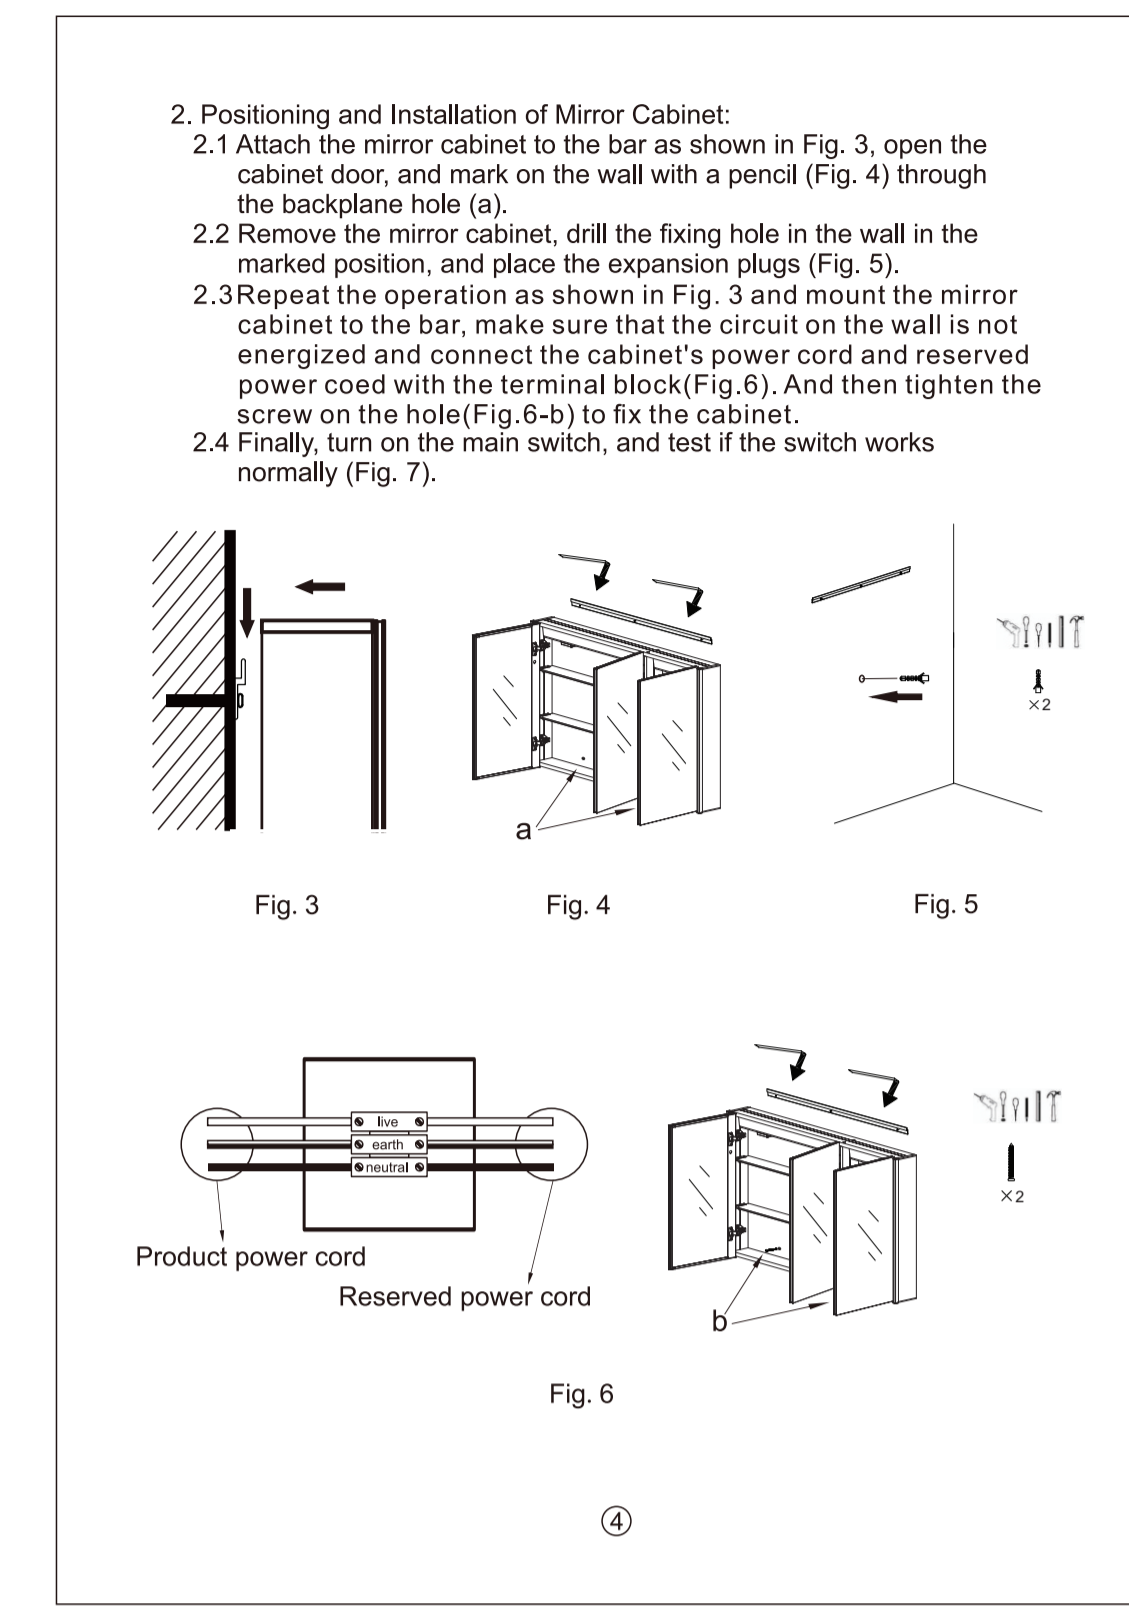 2. Positioning and Installation of Mirror Cabinet:
2.1 Attach the mirror cabinet to the bar as shown in Fig. 3, open the
cabinet door, and mark on the wall with a pencil (Fig. 4) through
the backplane hole (a).
2.2 Remove the mirror cabinet, drill the fixing hole in the wall in the
marked position, and place the expansion plugs (Fig. 5).
2.3 Repeat the operation as shown in Fig. 3 and mount the mirror
cabinet to the bar, make sure that the circuit on the wall is not
energized and connect the cabinet's power cord and reserved
power coed with the terminal block(Fig.6). And then tighten the
screw on the hole(Fig.6-b) to fix the cabinet.
2.4 Finally, turn on the main switch, and test if the switch works
normally (Fig. 7).
×2
a
Fig. 3
Fig. 4
Fig. 5
live
earth
neutral
Product power cord
Reserved power cord
×2
b
Fig. 6
4